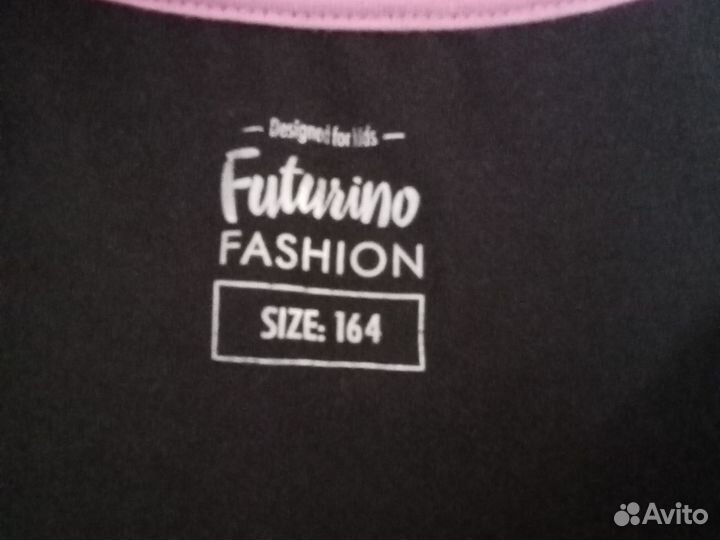 — Designed for kids —
Futurino
FASHION
SIZE: 164
Avito